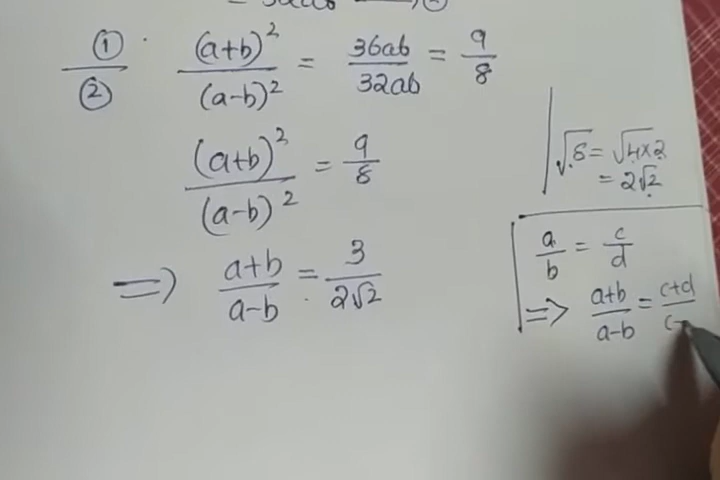 ①/② (a+b)²/(a-b)² = 36ab/32ab = 9/8
(a+b)²/(a-b)² = 9/8
=> a+b/a-b = 3/2√2
√8 = √4×2
= 2√2
a/b = c/d
=> a+b/a-b = c+d/c-